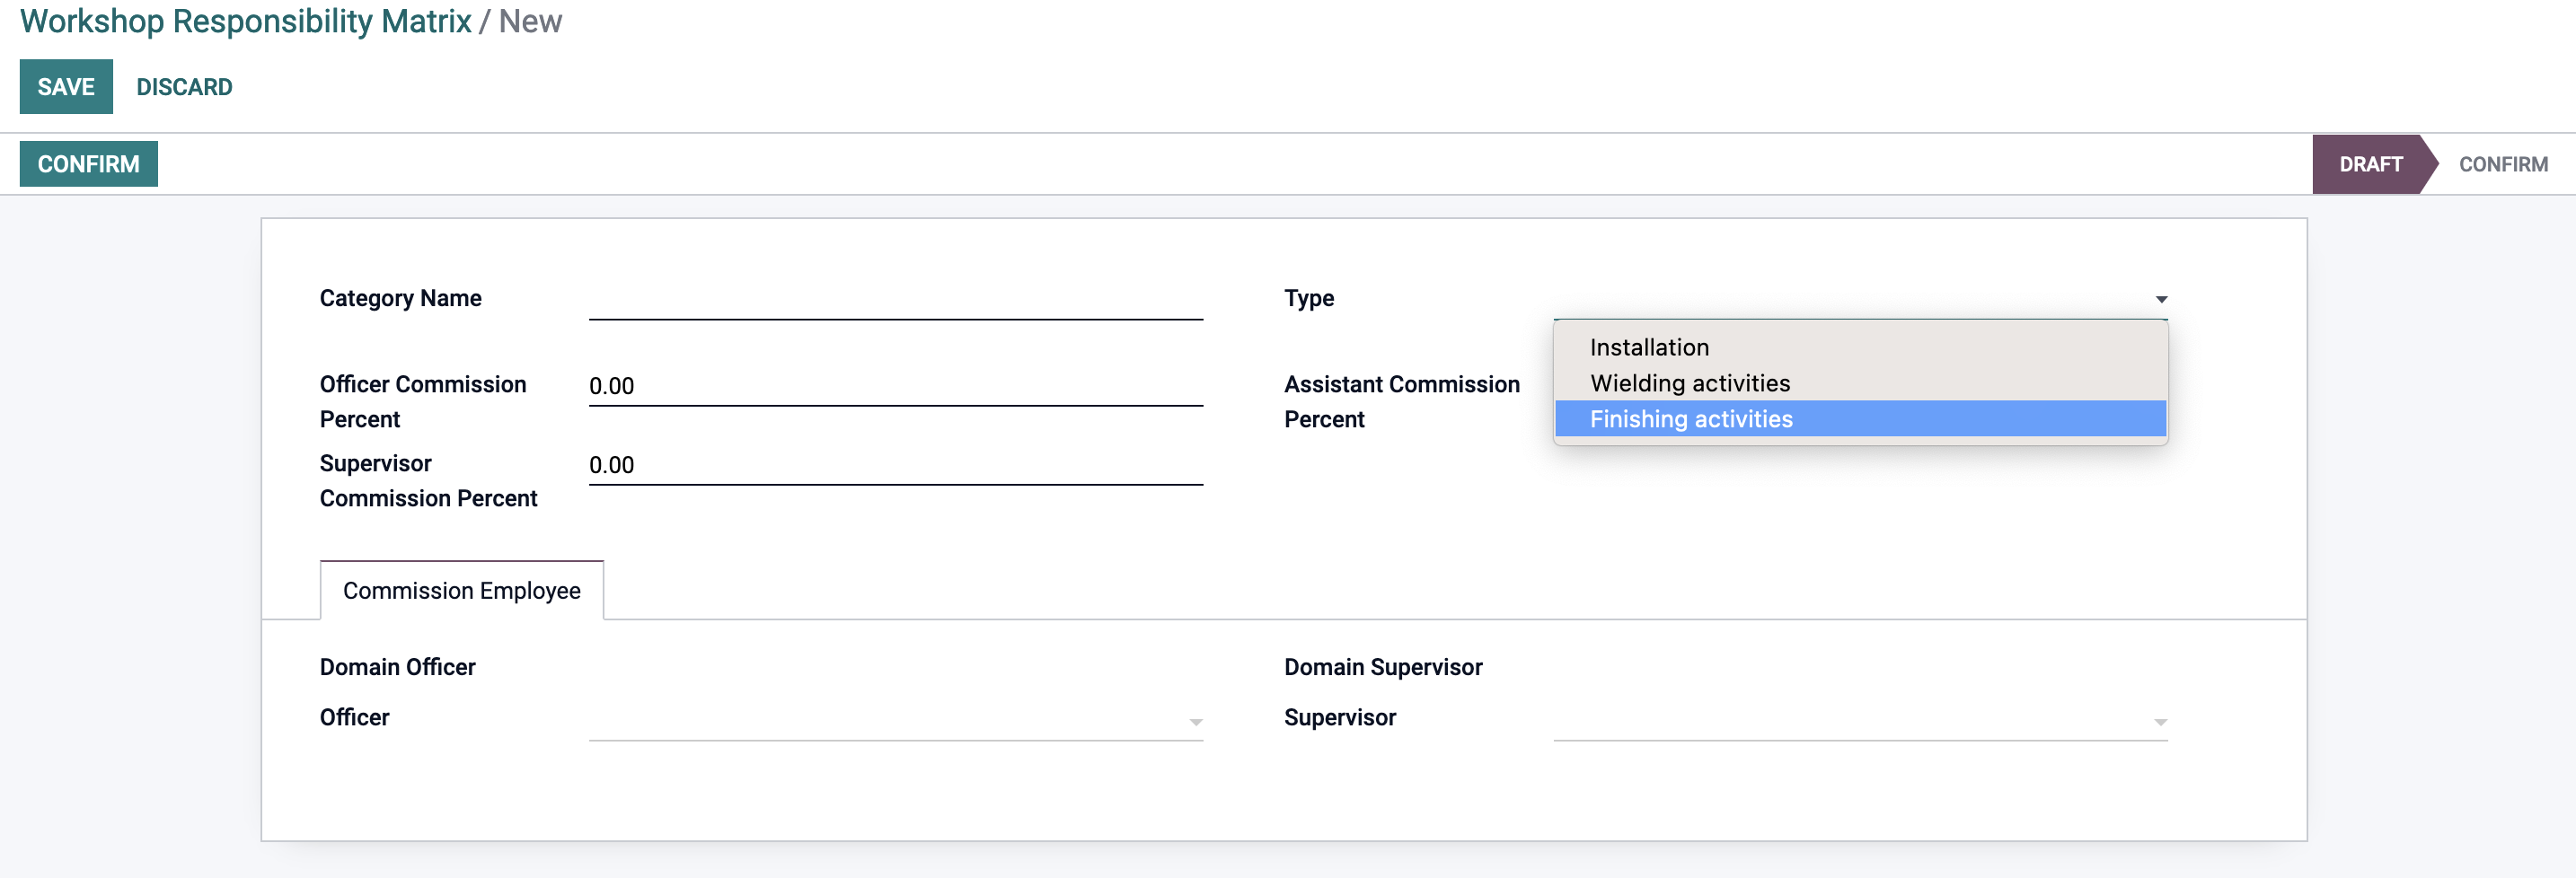 Workshop Responsibility Matrix / New
SAVE DISCARD
CONFIRM DRAFT CONFIRM
Category Name
Type
Installation
Wielding activities
Finishing activities
Officer Commission
Percent
0.00
Assistant Commission
Percent
Supervisor
Commission Percent
0.00
Commission Employee
Domain Officer
Domain Supervisor
Officer
Supervisor